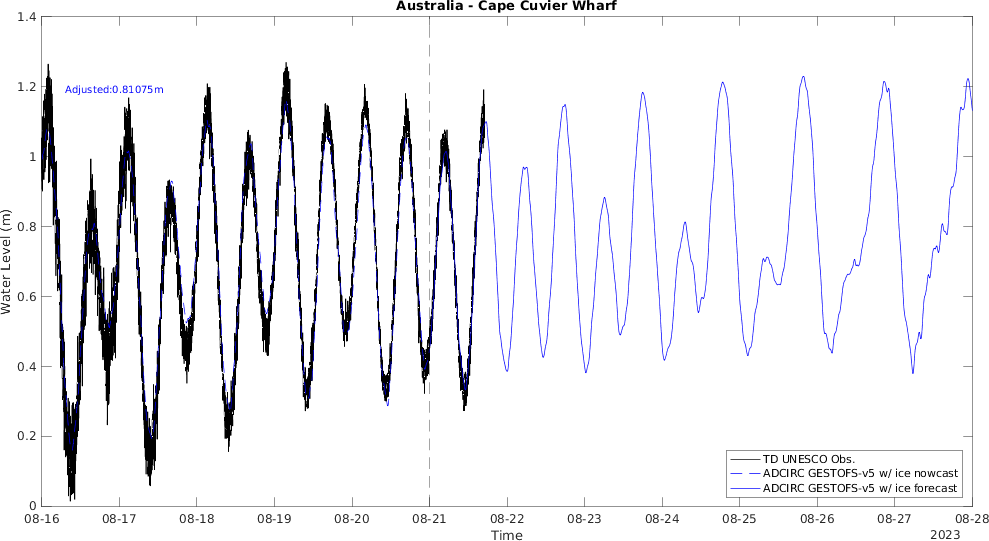 Australia - Cape Cuvier Wharf
1.4
1.2
1
0.8
0.6
0.4
0.2
0
Water Level (m)
Adjusted:0.81075m
TD UNESCO Obs.
ADCIRC GESTOFS-v5 w/ ice nowcast
ADCIRC GESTOFS-v5 w/ ice forecast
08-16 08-17 08-18 08-19 08-20 08-21 08-22 08-23 08-24 08-25 08-26 08-27 08-28
Time
2023